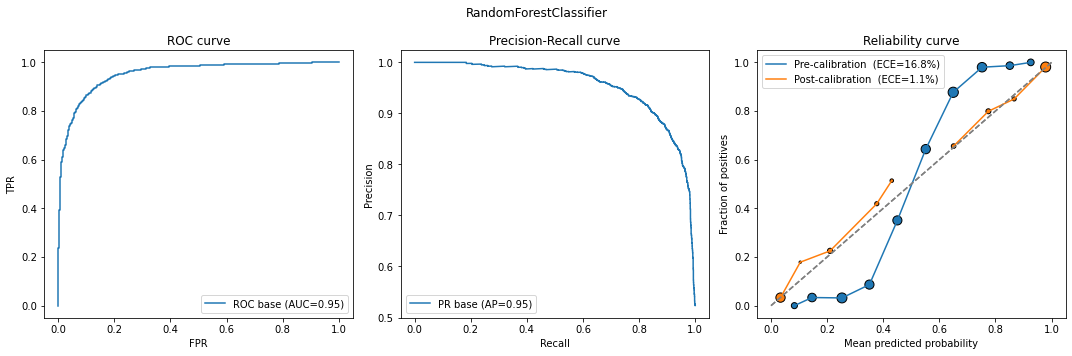 RandomForestClassifier
ROC curve
1.0
0.8
0.6
0.4
0.2
0.0
TPR
0.0 0.2 0.4 0.6 0.8 1.0
FPR
ROC base (AUC=0.95)
Precision-Recall curve
1.0
0.9
0.8
0.7
0.6
0.5
Precision
0.0 0.2 0.4 0.6 0.8 1.0
Recall
PR base (AP=0.95)
Reliability curve
Pre-calibration (ECE=16.8%)
Post-calibration (ECE=1.1%)
1.0
0.8
0.6
0.4
0.2
0.0
Fraction of positives
0.0 0.2 0.4 0.6 0.8 1.0
Mean predicted probability